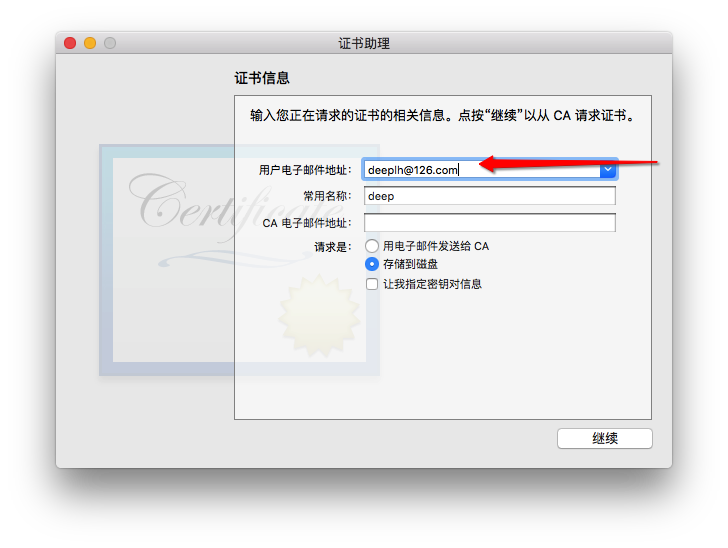 证书助理
证书信息
输入您正在请求的证书的相关信息。点按“继续”以从 CA 请求证书。
Certificate
用户电子邮件地址: deeplh@126.com
常用名称: deep
CA 电子邮件地址:
请求是: 用电子邮件发送给 CA
存储到磁盘
让我指定密钥对信息
继续